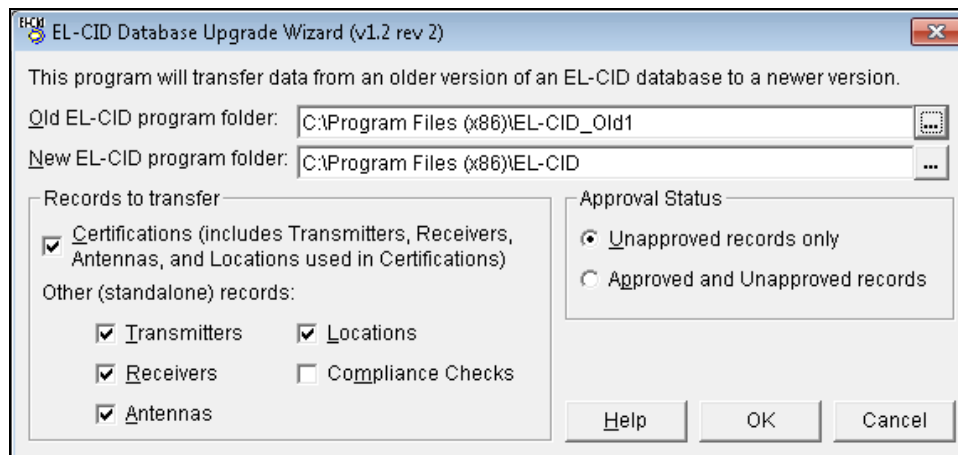 EL-CID
EL-CID Database Upgrade Wizard (v1.2 rev 2)
This program will transfer data from an older version of an EL-CID database to a newer version.
Old EL-CID program folder: C:\Program Files (x86)\EL-CID_Old1 ...
New EL-CID program folder: C:\Program Files (x86)\EL-CID ...
Records to transfer
Certifications (includes Transmitters, Receivers,
Antennas, and Locations used in Certifications)
Other (standalone) records:
Transmitters Locations
Receivers Compliance Checks
Antennas
Approval Status
Unapproved records only
Approved and Unapproved records
Help OK Cancel